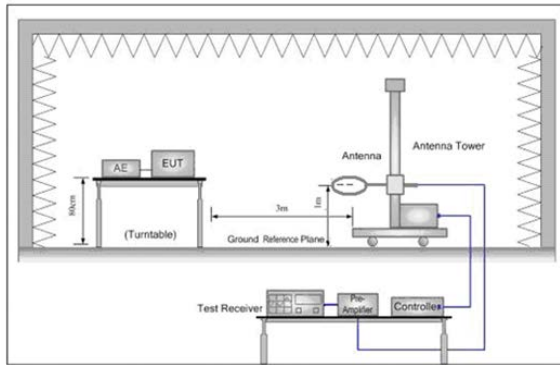 AE
EUT
80cm
(Turntable)
Antenna
Antenna Tower
3m
1m
Ground Reference Plane
Test Receiver
Pre-
Amplifier
Controller